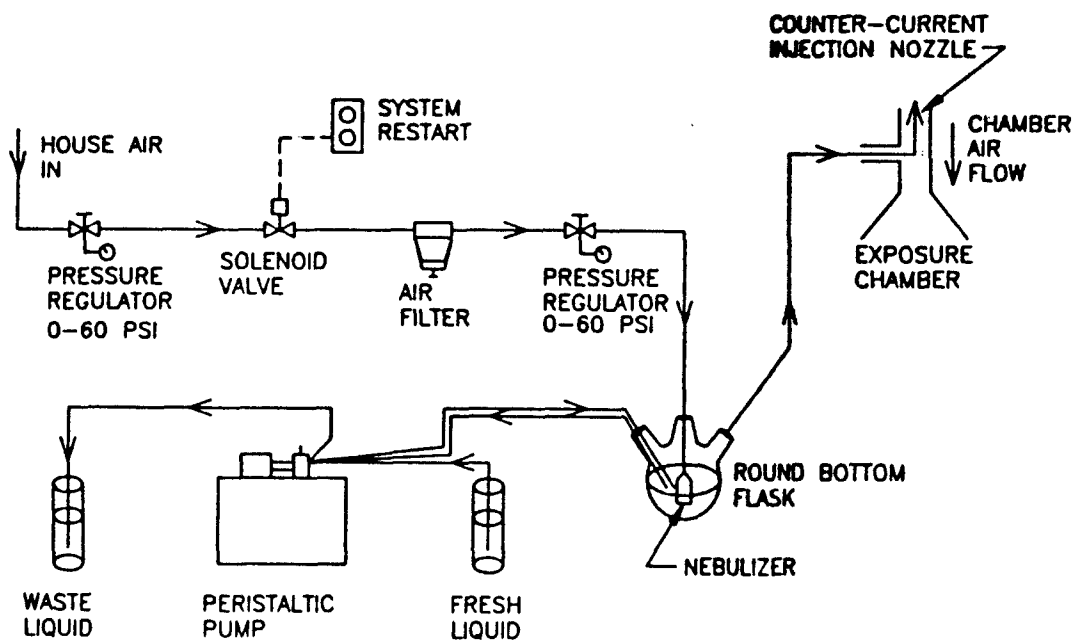 COUNTER-CURRENT
INJECTION NOZZLE
SYSTEM
RESTART
HOUSE AIR
IN
CHAMBER
AIR
FLOW
PRESSURE
REGULATOR
0-60 PSI
SOLENOID
VALVE
AIR
FILTER
PRESSURE
REGULATOR
0-60 PSI
EXPOSURE
CHAMBER
ROUND BOTTOM
FLASK
NEBULIZER
WASTE
LIQUID
PERISTALTIC
PUMP
FRESH
LIQUID